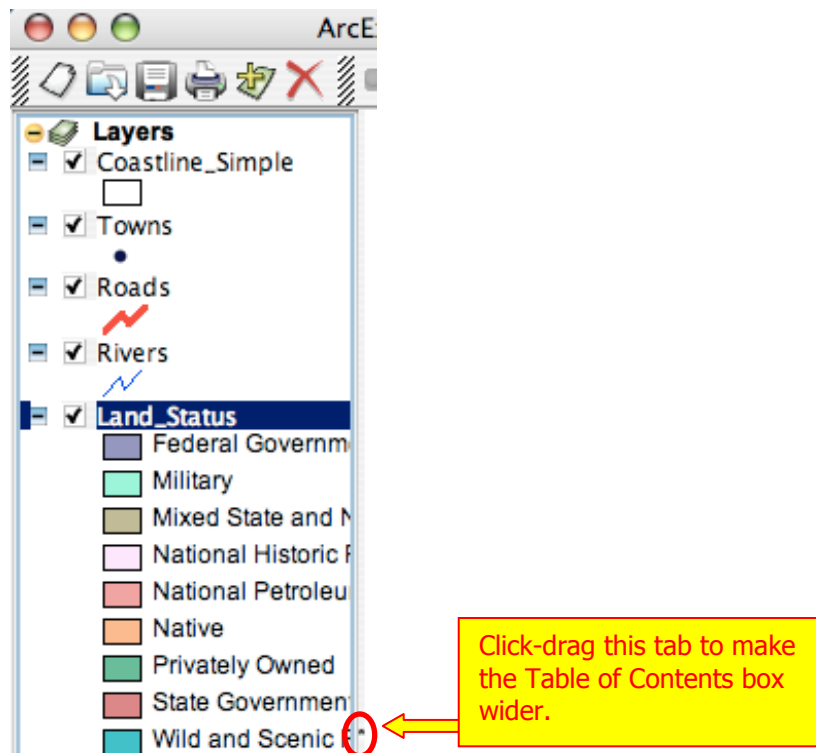 ArcE
Layers
Coastline_Simple
Towns
Roads
Rivers
Land_Status
Federal Governm
Military
Mixed State and N
National Historic
National Petroleu
Native
Privately Owned
State Governmen
Wild and Scenic
Click-drag this tab to make
the Table of Contents box
wider.